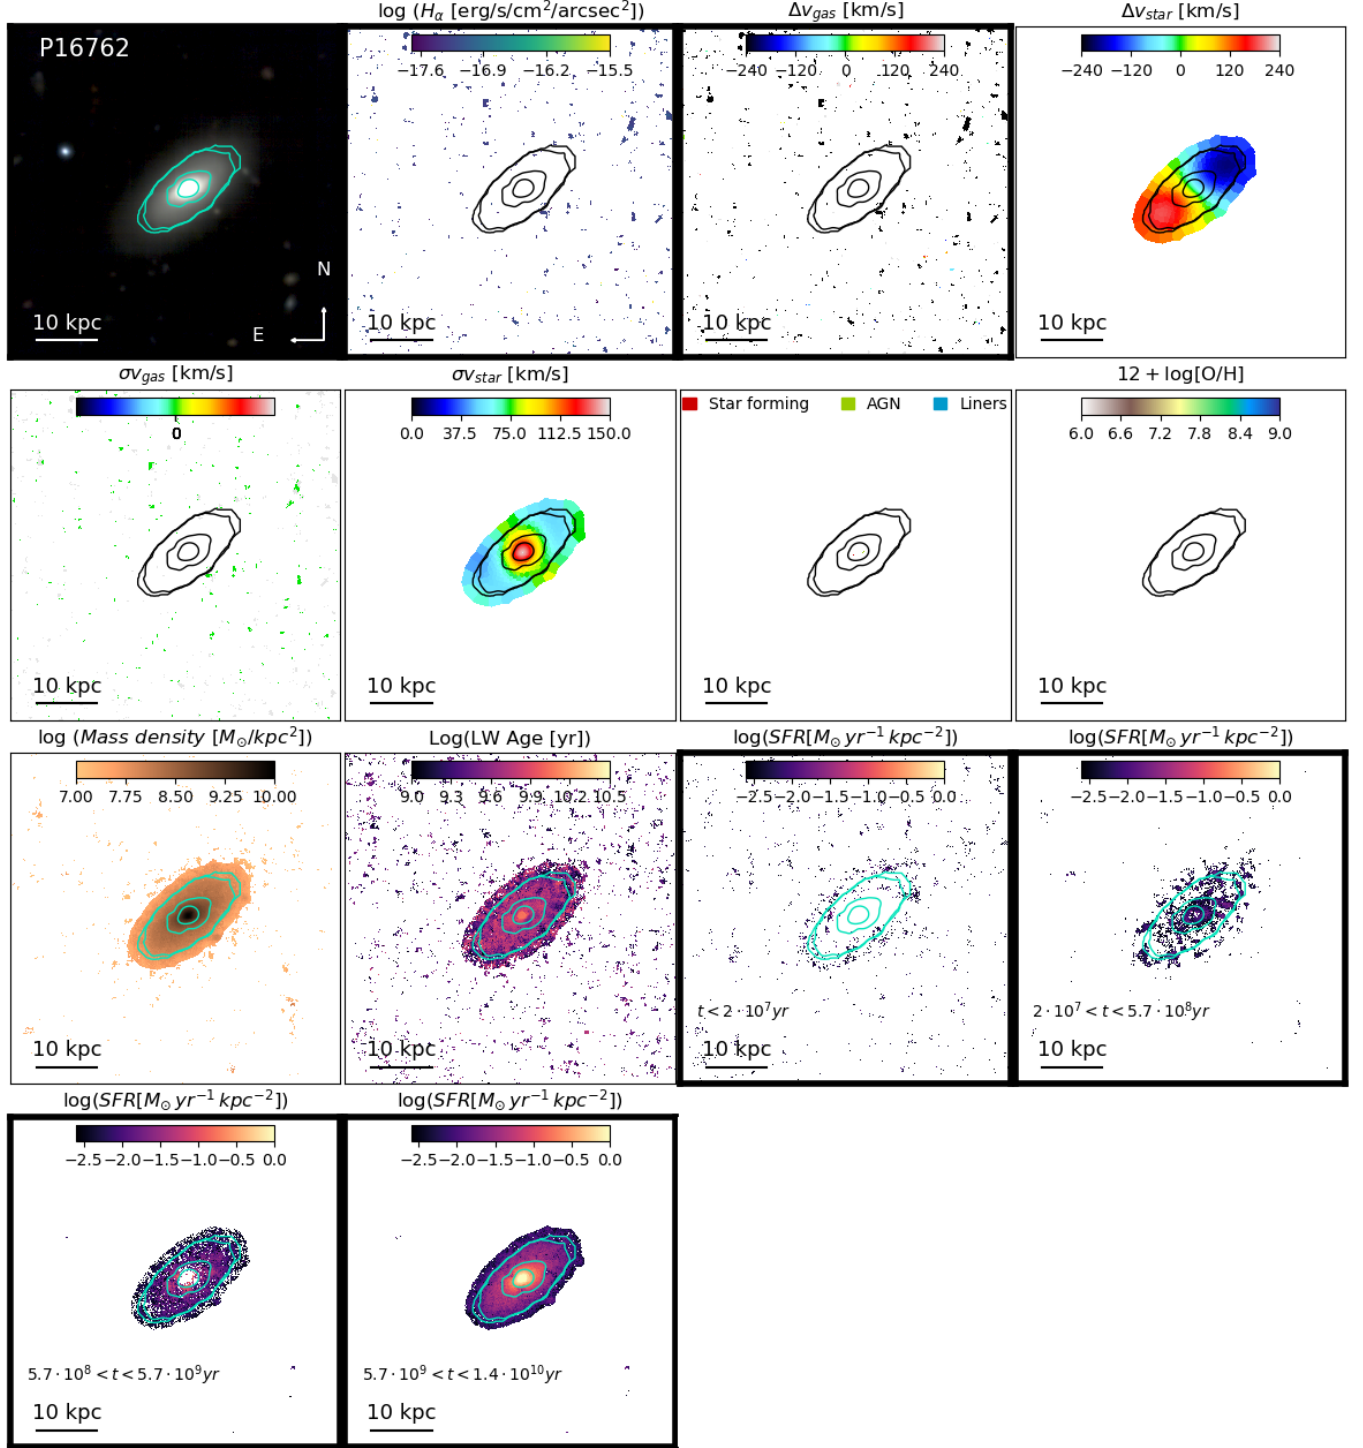 log (Hα [erg/s/cm²/arcsec²])
Δv_gas [km/s]
Δv_star [km/s]
P16762
−17.6 −16.9 −16.2 −15.5
−240 −120 0 120 240
−240 −120 0 120 240
N
E
10 kpc
10 kpc
10 kpc
10 kpc
σv_gas [km/s]
σv_star [km/s]
12 + log[O/H]
0
0.0 37.5 75.0 112.5 150.0
Star forming AGN Liners
6.0 6.6 7.2 7.8 8.4 9.0
10 kpc
10 kpc
10 kpc
10 kpc
log (Mass density [M⊙/kpc²])
Log(LW Age [yr])
log(SFR[M⊙ yr⁻¹ kpc⁻²])
log(SFR[M⊙ yr⁻¹ kpc⁻²])
7.00 7.75 8.50 9.25 10.00
9.0 9.3 9.6 9.9 10.2 10.5
−2.5 −2.0 −1.5 −1.0 −0.5 0.0
−2.5 −2.0 −1.5 −1.0 −0.5 0.0
t < 2 · 10⁷yr
2 · 10⁷ < t < 5.7 · 10⁸yr
10 kpc
10 kpc
10 kpc
10 kpc
log(SFR[M⊙ yr⁻¹ kpc⁻²])
log(SFR[M⊙ yr⁻¹ kpc⁻²])
−2.5 −2.0 −1.5 −1.0 −0.5 0.0
−2.5 −2.0 −1.5 −1.0 −0.5 0.0
5.7 · 10⁸ < t < 5.7 · 10⁹yr
5.7 · 10⁹ < t < 1.4 · 10¹⁰yr
10 kpc
10 kpc